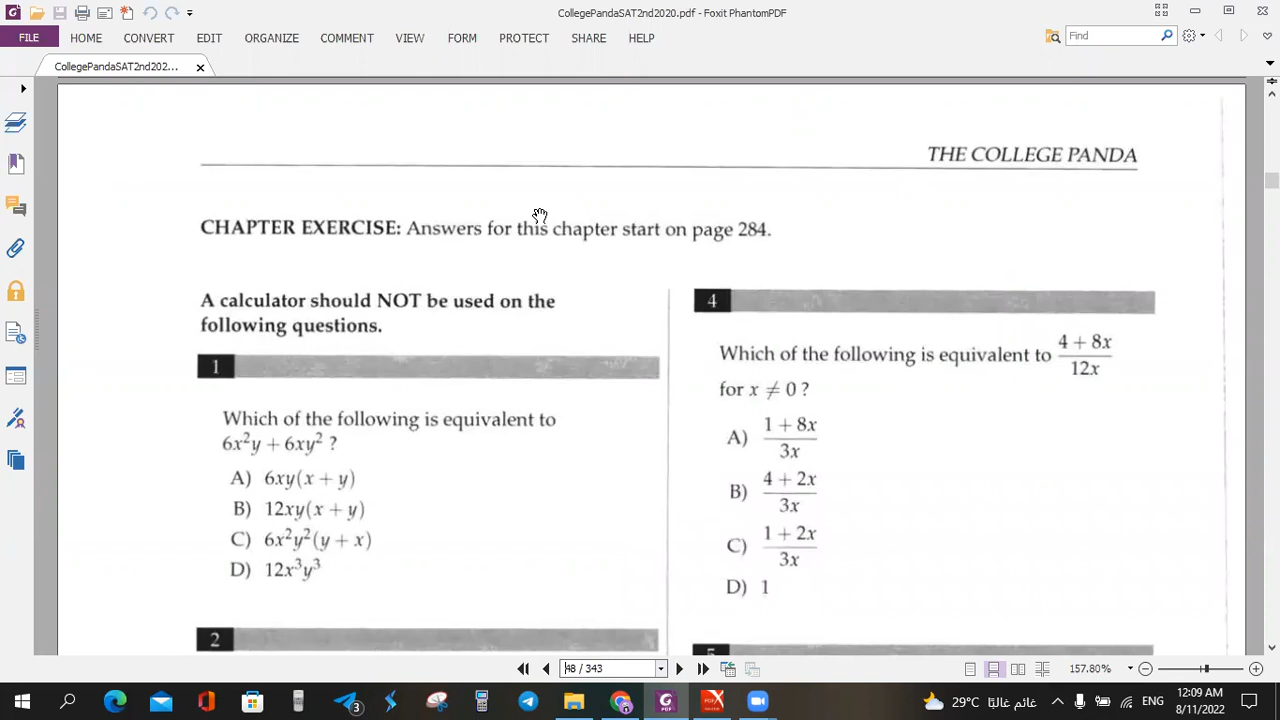 CollegePandaSAT2nd2020.pdf - Foxit PhantomPDF
FILE HOME CONVERT EDIT ORGANIZE COMMENT VIEW FORM PROTECT SHARE HELP
Find
CollegePandaSAT2nd202...
THE COLLEGE PANDA
CHAPTER EXERCISE: Answers for this chapter start on page 284.
A calculator should NOT be used on the
following questions.
1
Which of the following is equivalent to
6x²y + 6xy² ?
A) 6xy(x + y)
B) 12xy(x + y)
C) 6x²y²(y + x)
D) 12x³y³
2
4
Which of the following is equivalent to (4 + 8x)/(12x)
for x ≠ 0 ?
A) (1 + 8x)/(3x)
B) (4 + 2x)/(3x)
C) (1 + 2x)/(3x)
D) 1
5
48 / 343
157.80%
3
29°C غائم غالبًا
ENG
12:09 AM
8/11/2022